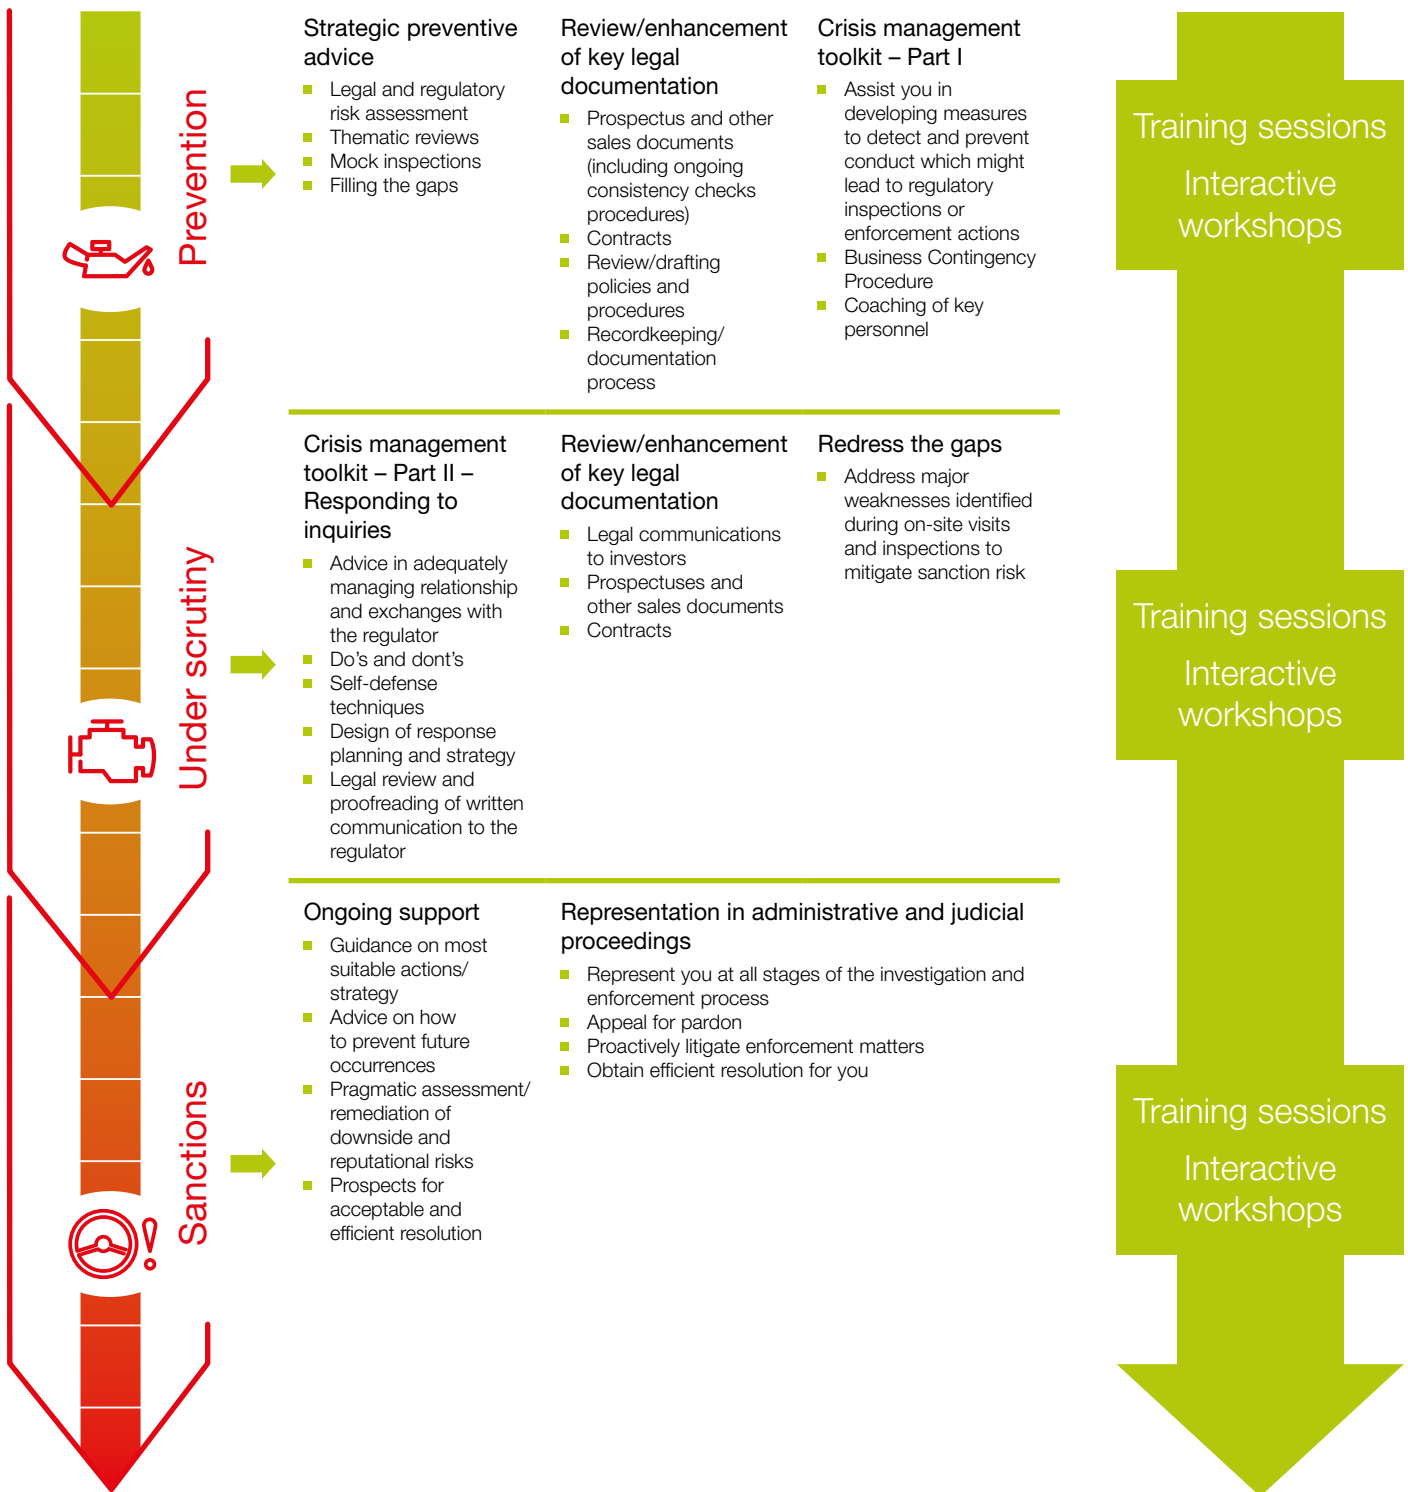 Prevention
Strategic preventive
advice
Legal and regulatory
risk assessment
Thematic reviews
Mock inspections
Filling the gaps
Review/enhancement
of key legal
documentation
Prospectus and other
sales documents
(including ongoing
consistency checks
procedures)
Contracts
Review/drafting
policies and
procedures
Recordkeeping/
documentation
process
Crisis management
toolkit – Part I
Assist you in
developing measures
to detect and prevent
conduct which might
lead to regulatory
inspections or
enforcement actions
Business Contingency
Procedure
Coaching of key
personnel
Training sessions
Interactive
workshops
Under scrutiny
Crisis management
toolkit – Part II –
Responding to
inquiries
Advice in adequately
managing relationship
and exchanges with
the regulator
Do’s and dont’s
Self-defense
techniques
Design of response
planning and strategy
Legal review and
proofreading of written
communication to the
regulator
Review/enhancement
of key legal
documentation
Legal communications
to investors
Prospectuses and
other sales documents
Contracts
Redress the gaps
Address major
weaknesses identified
during on-site visits
and inspections to
mitigate sanction risk
Training sessions
Interactive
workshops
Sanctions
Ongoing support
Guidance on most
suitable actions/
strategy
Advice on how
to prevent future
occurrences
Pragmatic assessment/
remediation of
downside and
reputational risks
Prospects for
acceptable and
efficient resolution
Representation in administrative and judicial
proceedings
Represent you at all stages of the investigation and
enforcement process
Appeal for pardon
Proactively litigate enforcement matters
Obtain efficient resolution for you
Training sessions
Interactive
workshops